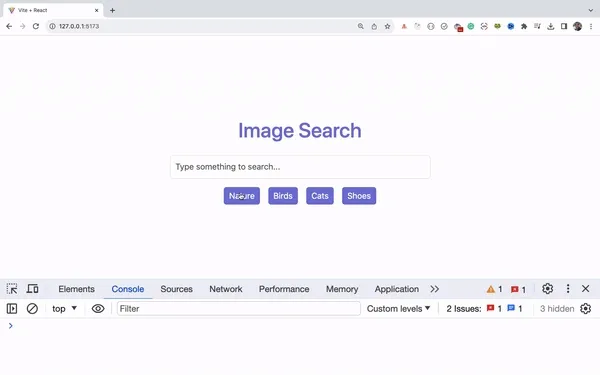 Vite + React
127.0.0.1:5173
Image Search
Type something to search...
Nature Birds Cats Shoes
Elements Console Sources Network Performance Memory Application 1 1
top Filter Custom levels 2 Issues: 1 1 3 hidden